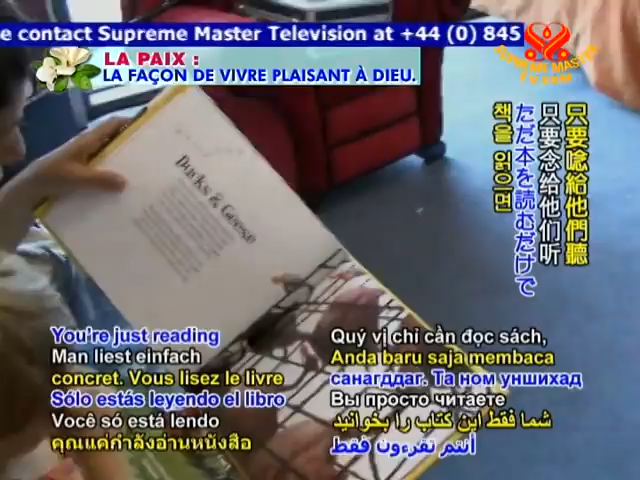 e contact Supreme Master Television at +44 (0) 845
SUPREME MASTER
TV.com
LA PAIX :
LA FAÇON DE VIVRE PLAISANT À DIEU.
只要唸給他們聽
只要念给他们听
ただ本を読むだけで
책을 읽으면
Ducks & Geese
You're just reading
Man liest einfach
concret. Vous lisez le livre
Sólo estás leyendo el libro
Você só está lendo
คุณแค่กำลังอ่านหนังสือ
Quý vị chỉ cần đọc sách,
Anda baru saja membaca
санагддаг. Та ном уншихад
Вы просто читаете
شما فقط این کتاب را بخوانید
أنتم تقرءون فقط